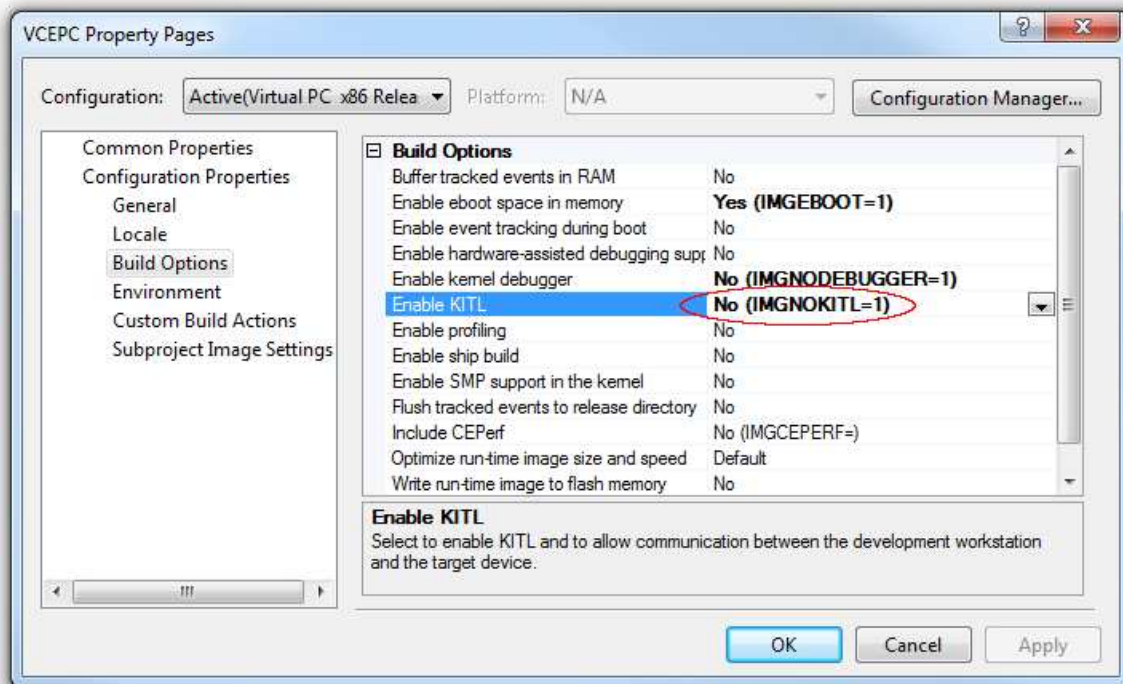 VCEPC Property Pages
Configuration: Active(Virtual PC x86 Relea Platform: N/A Configuration Manager...
Common Properties
Configuration Properties
General
Locale
Build Options
Environment
Custom Build Actions
Subproject Image Settings
Build Options
Buffer tracked events in RAM No
Enable eboot space in memory Yes (IMGEBOOT=1)
Enable event tracking during boot No
Enable hardware-assisted debugging supp No
Enable kernel debugger No (IMGNODEBUGGER=1)
Enable KITL No (IMGNOKITL=1)
Enable profiling No
Enable ship build No
Enable SMP support in the kernel No
Flush tracked events to release directory No
Include CEPerf No (IMGCEPERF=)
Optimize run-time image size and speed Default
Write run-time image to flash memory No
Enable KITL
Select to enable KITL and to allow communication between the development workstation
and the target device.
OK Cancel Apply